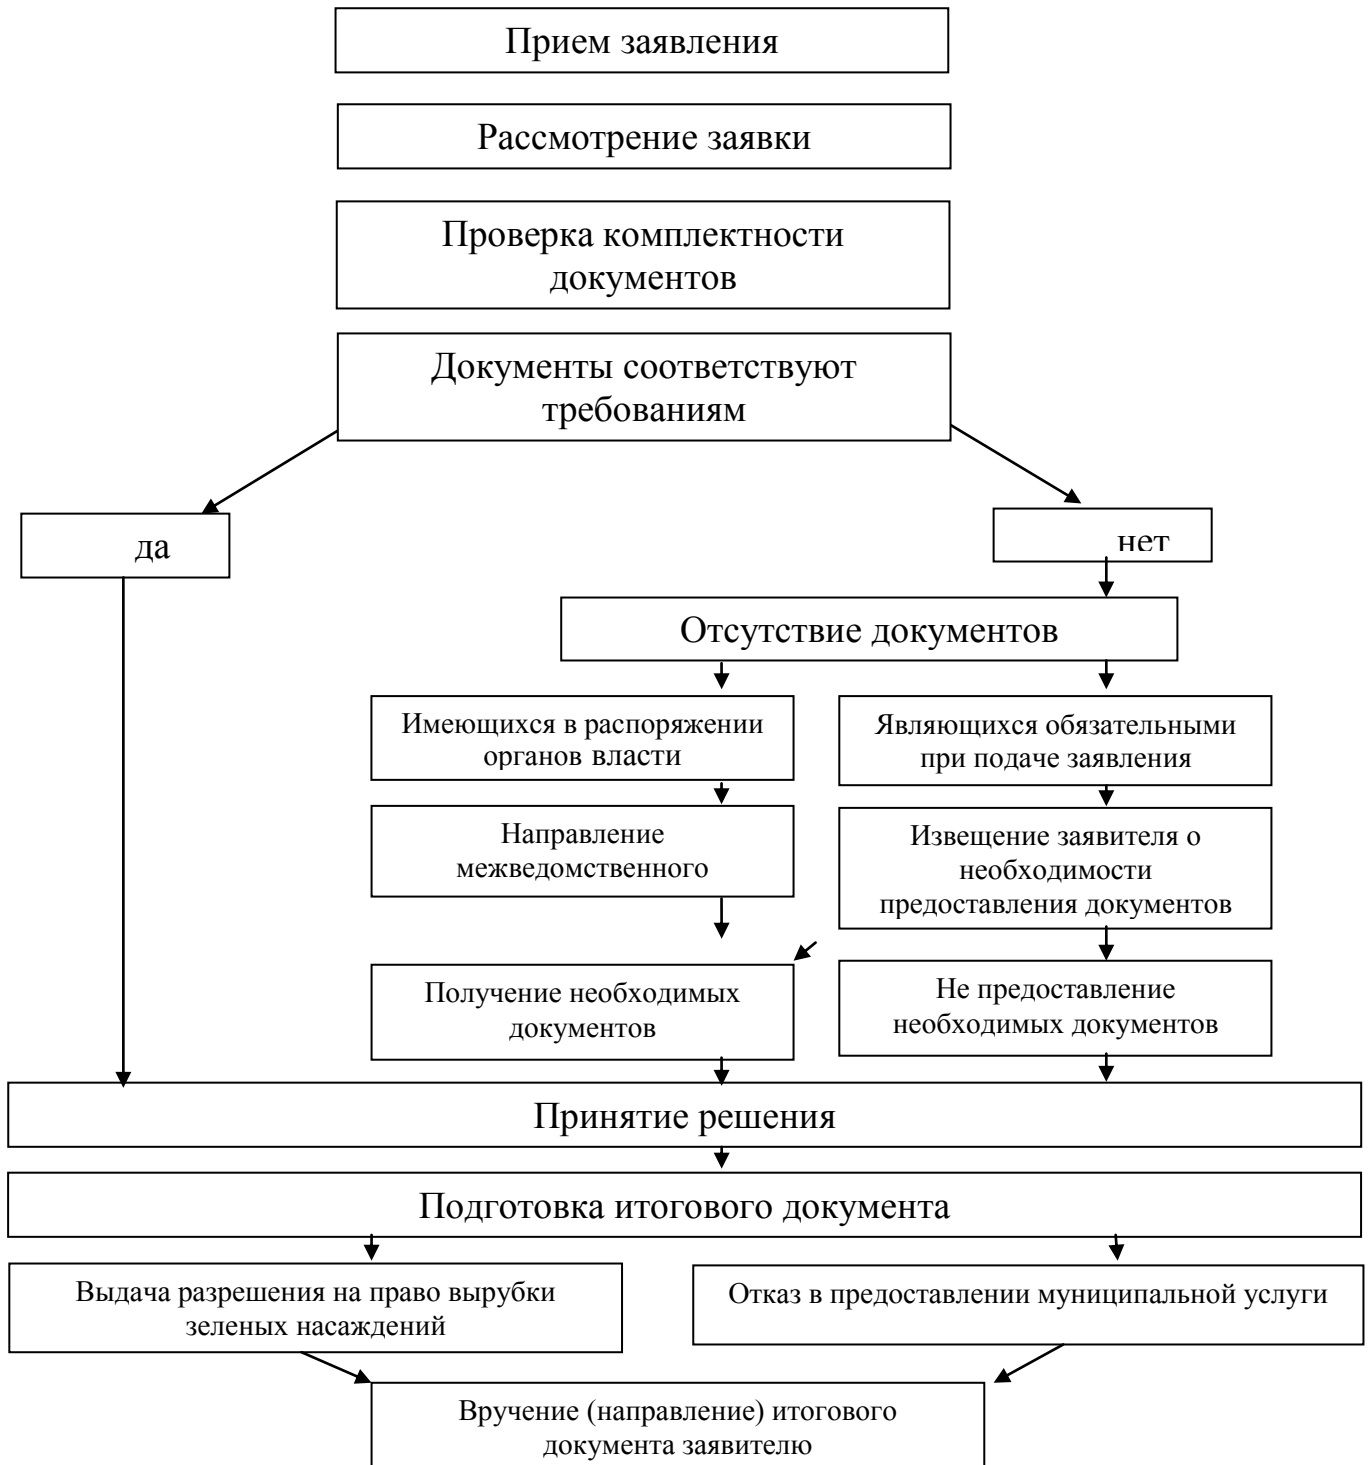 Прием заявления
Рассмотрение заявки
Проверка комплектности
документов
Документы соответствуют
требованиям
да
нет
Отсутствие документов
Имеющихся в распоряжении
органов власти
Являющихся обязательными
при подаче заявления
Направление
межведомственного
Извещение заявителя о
необходимости
предоставления документов
Получение необходимых
документов
Не предоставление
необходимых документов
Принятие решения
Подготовка итогового документа
Выдача разрешения на право вырубки
зеленых насаждений
Отказ в предоставлении муниципальной услуги
Вручение (направление) итогового
документа заявителю